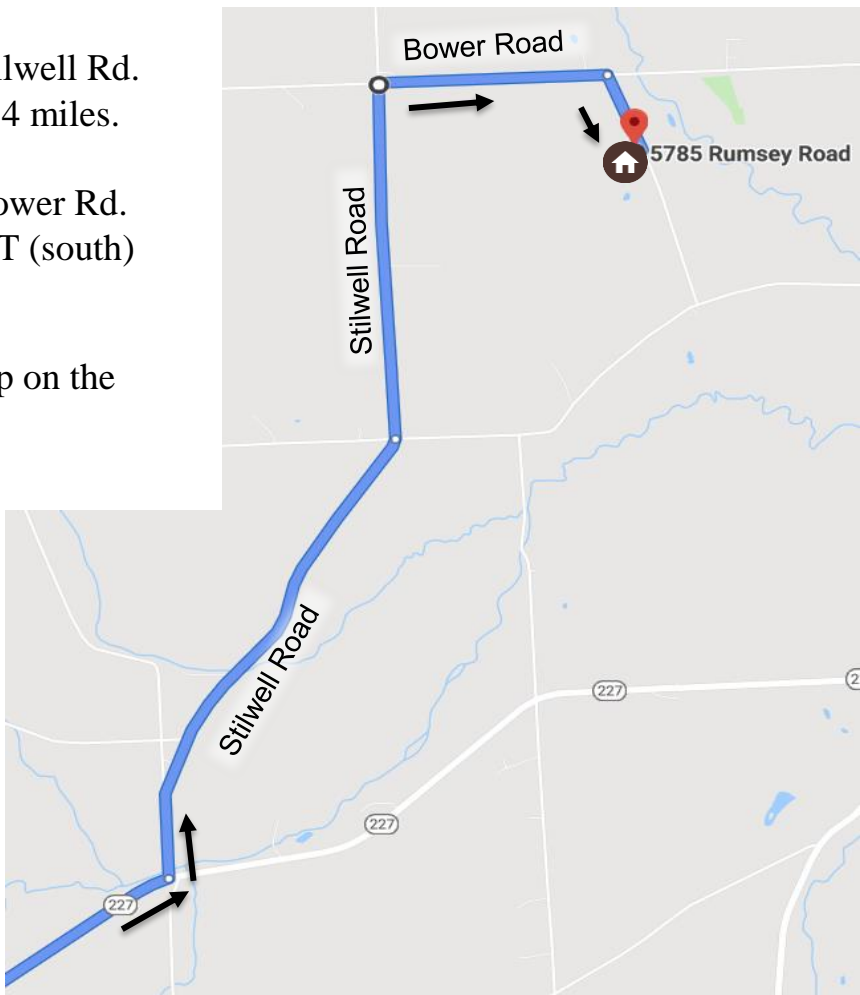 ilwell Rd.
4 miles.
ower Rd.
T (south)
p on the
Bower Road
5785 Rumsey Road
Stilwell Road
Stilwell Road
227
2
227
227